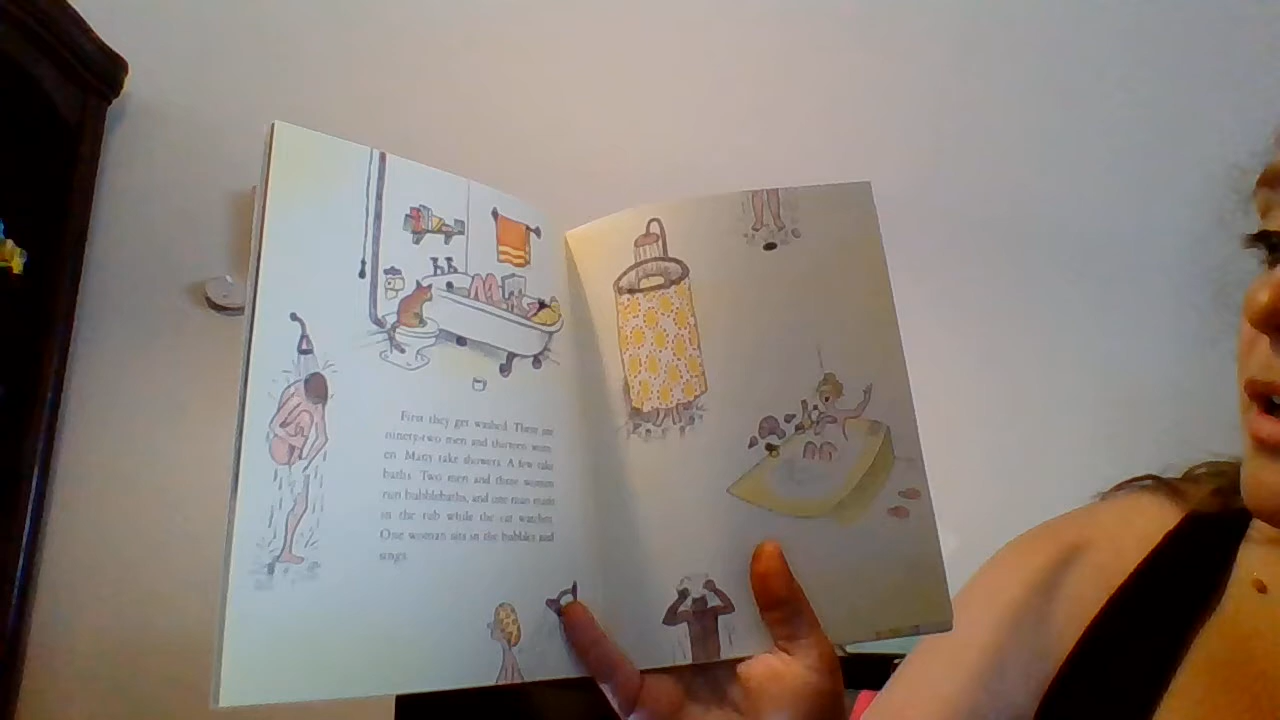 First they get washed. There are
ninety-two men and thirteen wom-
en. Many take showers. A few take
baths. Two men and three women
run bubblebaths, and one man reads
in the tub while the cat watches.
One woman sits in the bubbles and
sings.